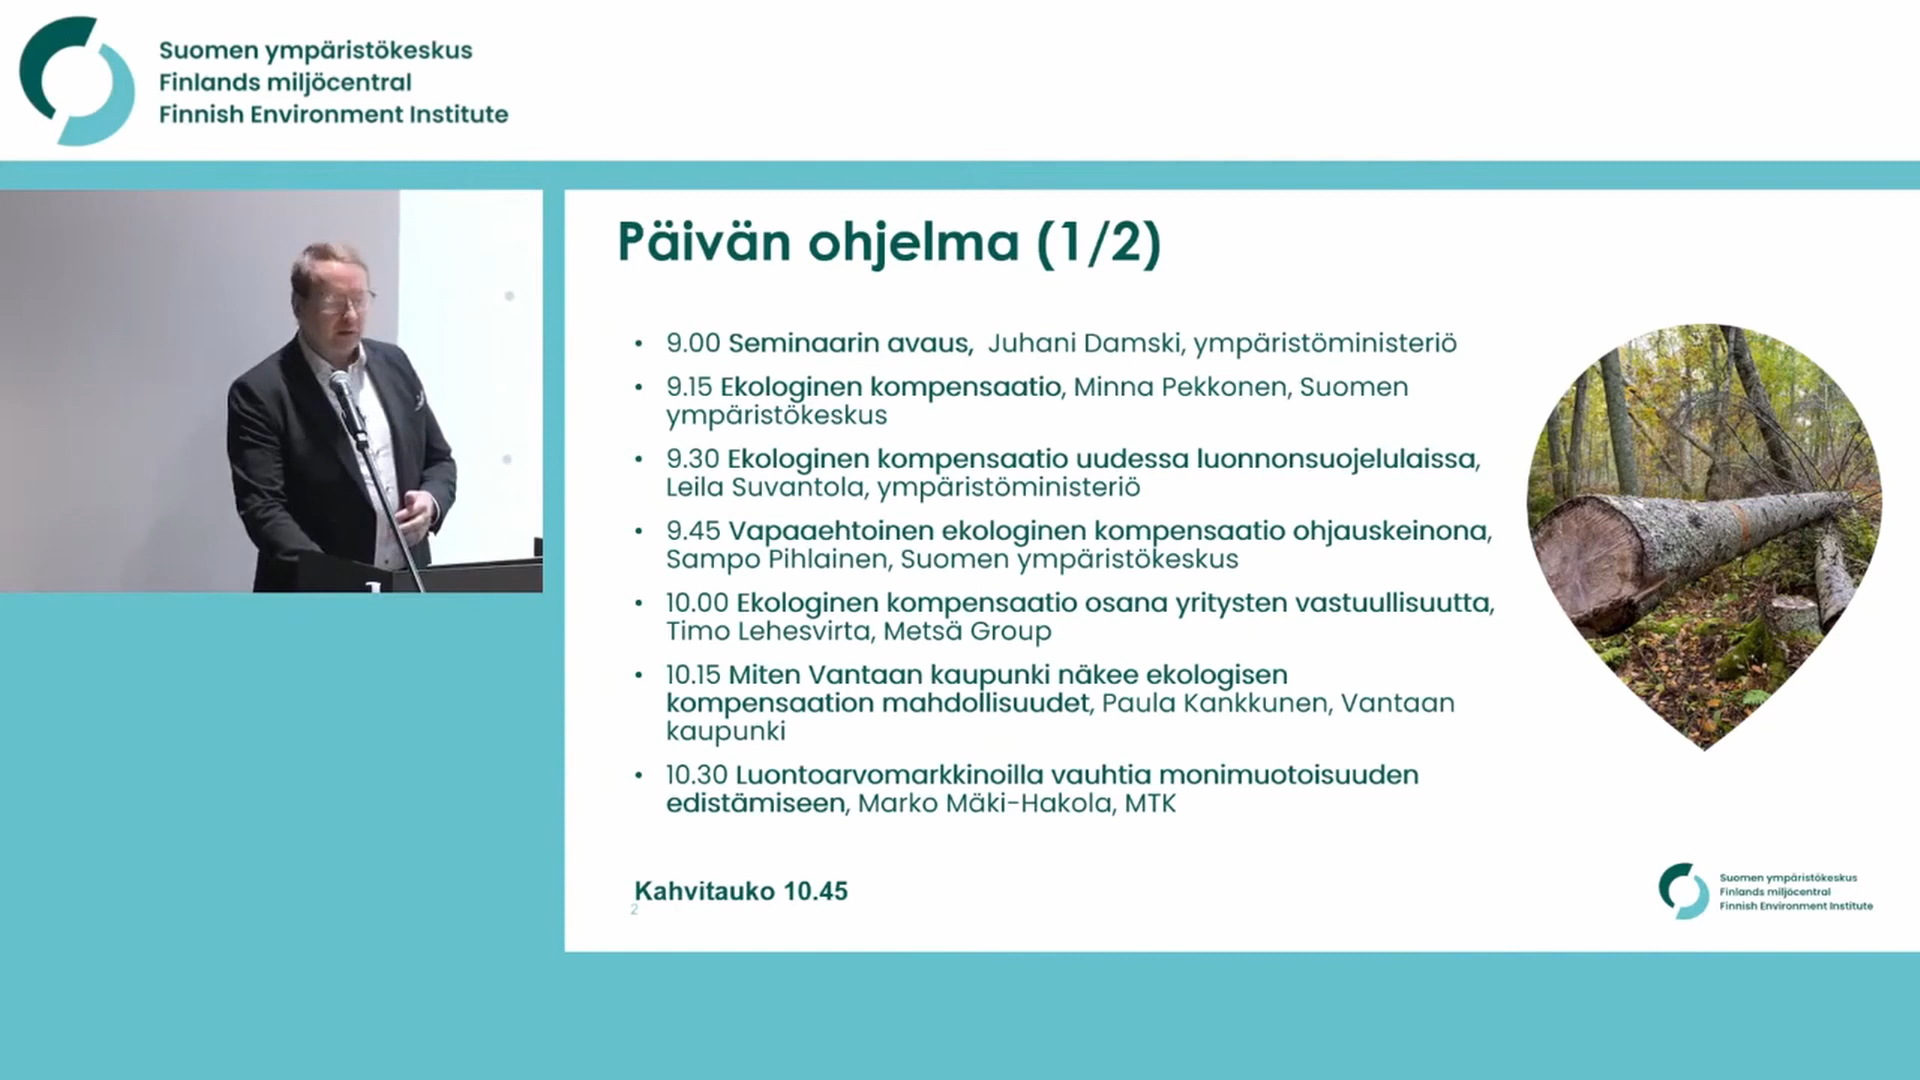 Suomen ympäristökeskus
Finlands miljöcentral
Finnish Environment Institute
Päivän ohjelma (1/2)
• 9.00 Seminaarin avaus, Juhani Damski, ympäristöministeriö
• 9.15 Ekologinen kompensaatio, Minna Pekkonen, Suomen
ympäristökeskus
• 9.30 Ekologinen kompensaatio uudessa luonnonsuojelulaissa,
Leila Suvantola, ympäristöministeriö
• 9.45 Vapaaehtoinen ekologinen kompensaatio ohjauskeinona,
Sampo Pihlainen, Suomen ympäristökeskus
• 10.00 Ekologinen kompensaatio osana yritysten vastuullisuutta,
Timo Lehesvirta, Metsä Group
• 10.15 Miten Vantaan kaupunki näkee ekologisen
kompensaation mahdollisuudet, Paula Kankkunen, Vantaan
kaupunki
• 10.30 Luontoarvomarkkinoilla vauhtia monimuotoisuuden
edistämiseen, Marko Mäki-Hakola, MTK
Kahvitauko 10.45
2
Suomen ympäristökeskus
Finlands miljöcentral
Finnish Environment Institute